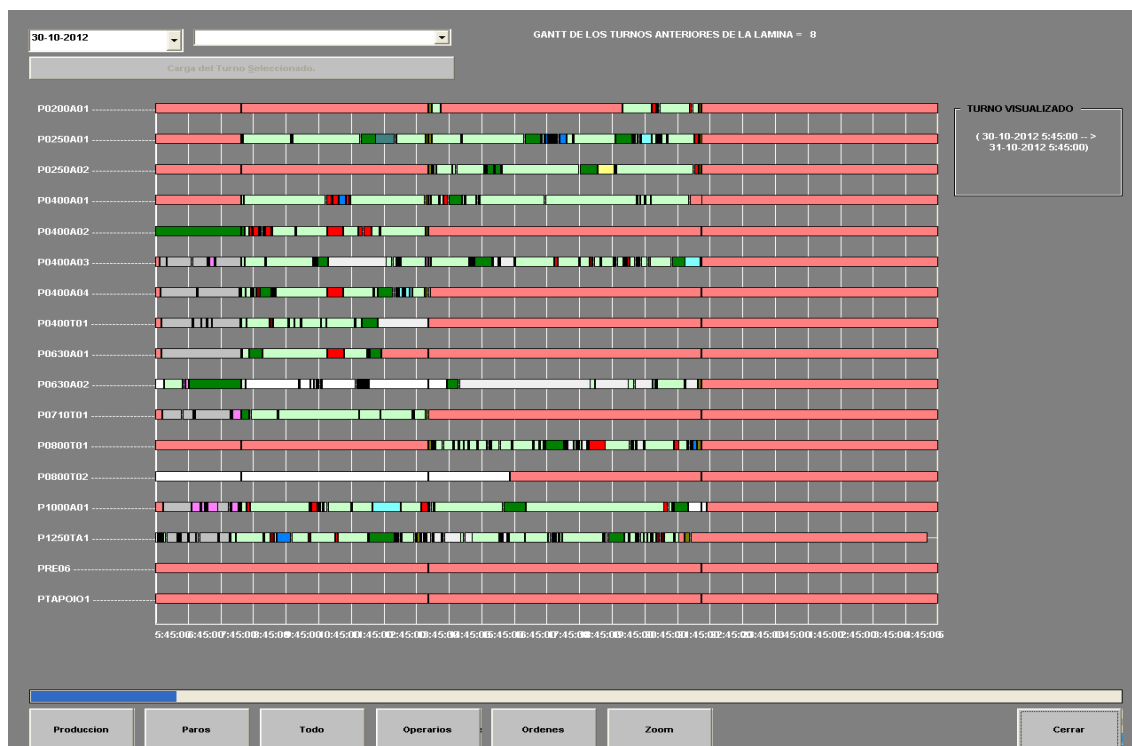 30-10-2012
GANTT DE LOS TURNOS ANTERIORES DE LA LAMINA = 8
Carga del Turno Seleccionado.
TURNO VISUALIZADO
( 30-10-2012 5:45:00 -->
31-10-2012 5:45:00)
P0200A01
P0250A01
P0250A02
P0400A01
P0400A02
P0400A03
P0400A04
P0400T01
P0630A01
P0630A02
P0710T01
P0800T01
P0800T02
P1000A01
P1250TA1
PRE06
PTAPOIO1
Produccion Paros Todo Operarios Ordenes Zoom Cerrar